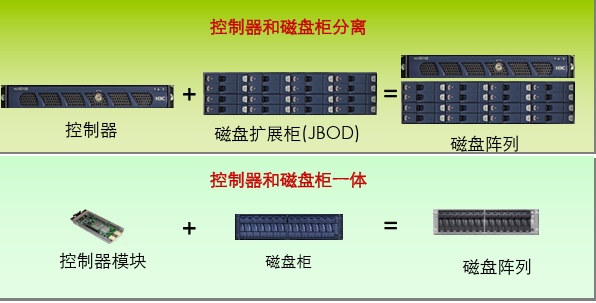 控制器和磁盘柜分离
H3C
+
=
H3C
控制器
磁盘扩展柜(JBOD)
磁盘阵列
控制器和磁盘柜一体
+
=
控制器模块
磁盘柜
磁盘阵列